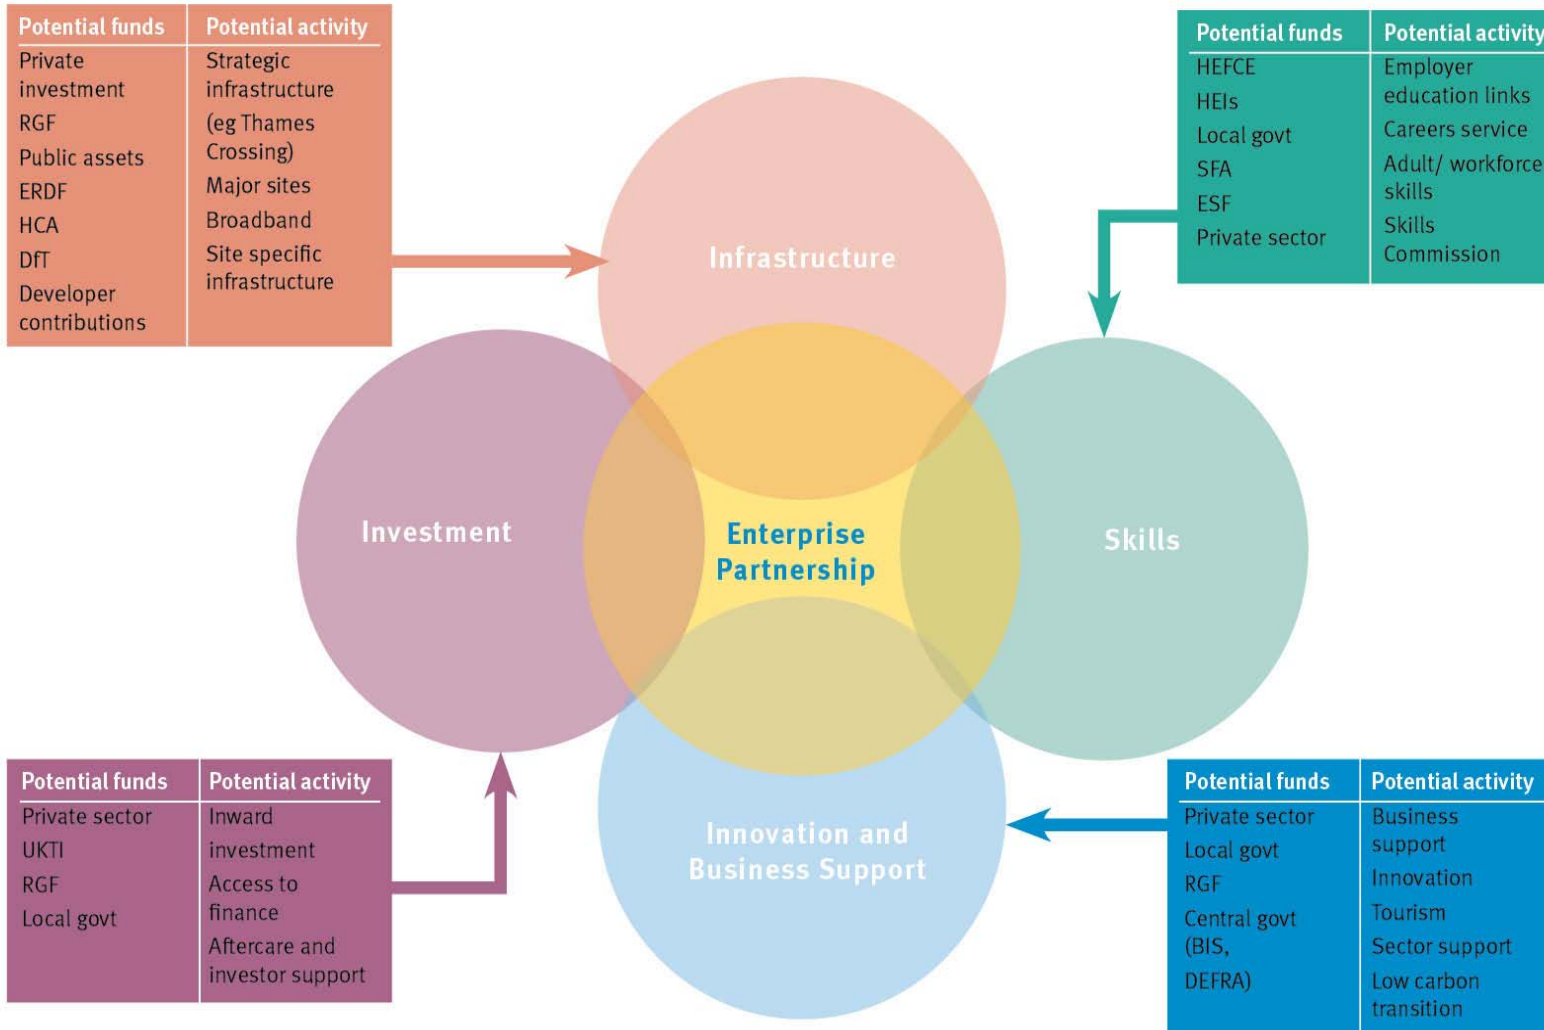 Potential funds
Private
investment
RGF
Public assets
ERDF
HCA
DfT
Developer
contributions
Potential activity
Strategic
infrastructure
(eg Thames
Crossing)
Major sites
Broadband
Site specific
infrastructure
Potential funds
HEFCE
HEIs
Local govt
SFA
ESF
Private sector
Potential activity
Employer
education links
Careers service
Adult/ workforce
skills
Skills
Commission
Infrastructure
Investment
Enterprise
Partnership
Skills
Innovation and
Business Support
Potential funds
Private sector
UKTI
RGF
Local govt
Potential activity
Inward
investment
Access to
finance
Aftercare and
investor support
Potential funds
Private sector
Local govt
RGF
Central govt
(BIS,
DEFRA)
Potential activity
Business
support
Innovation
Tourism
Sector support
Low carbon
transition